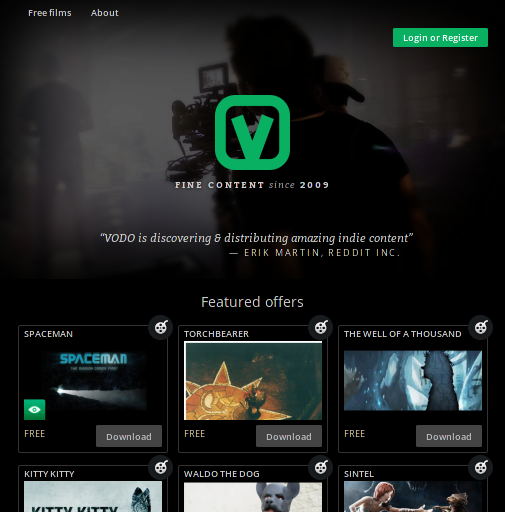 Free films About
Login or Register
FINE CONTENT since 2009
“VODO is discovering & distributing amazing indie content”
— ERIK MARTIN, REDDIT INC.
Featured offers
SPACEMAN TORCHBEARER THE WELL OF A THOUSAND
SPACEMAN
FREE Download FREE Download FREE Download
KITTY KITTY WALDO THE DOG SINTEL
KITTY KITTY